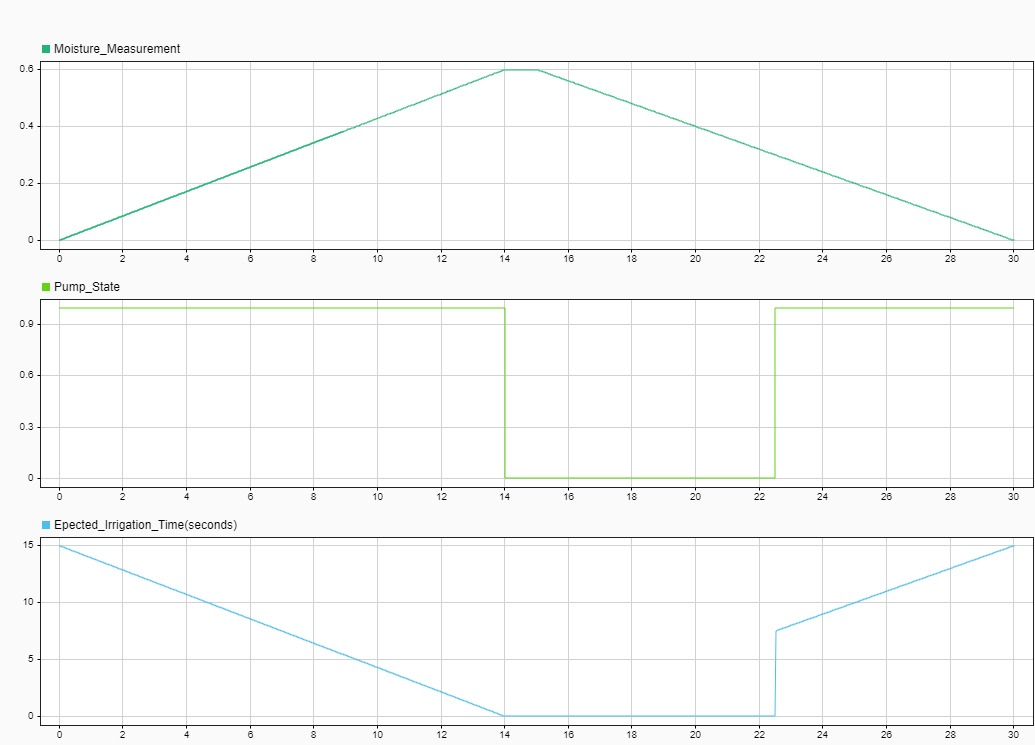 Moisture_Measurement
0.6
0.4
0.2
0
0 2 4 6 8 10 12 14 16 18 20 22 24 26 28 30
Pump_State
0.9
0.6
0.3
0
0 2 4 6 8 10 12 14 16 18 20 22 24 26 28 30
Epected_Irrigation_Time(seconds)
15
10
5
0
0 2 4 6 8 10 12 14 16 18 20 22 24 26 28 30